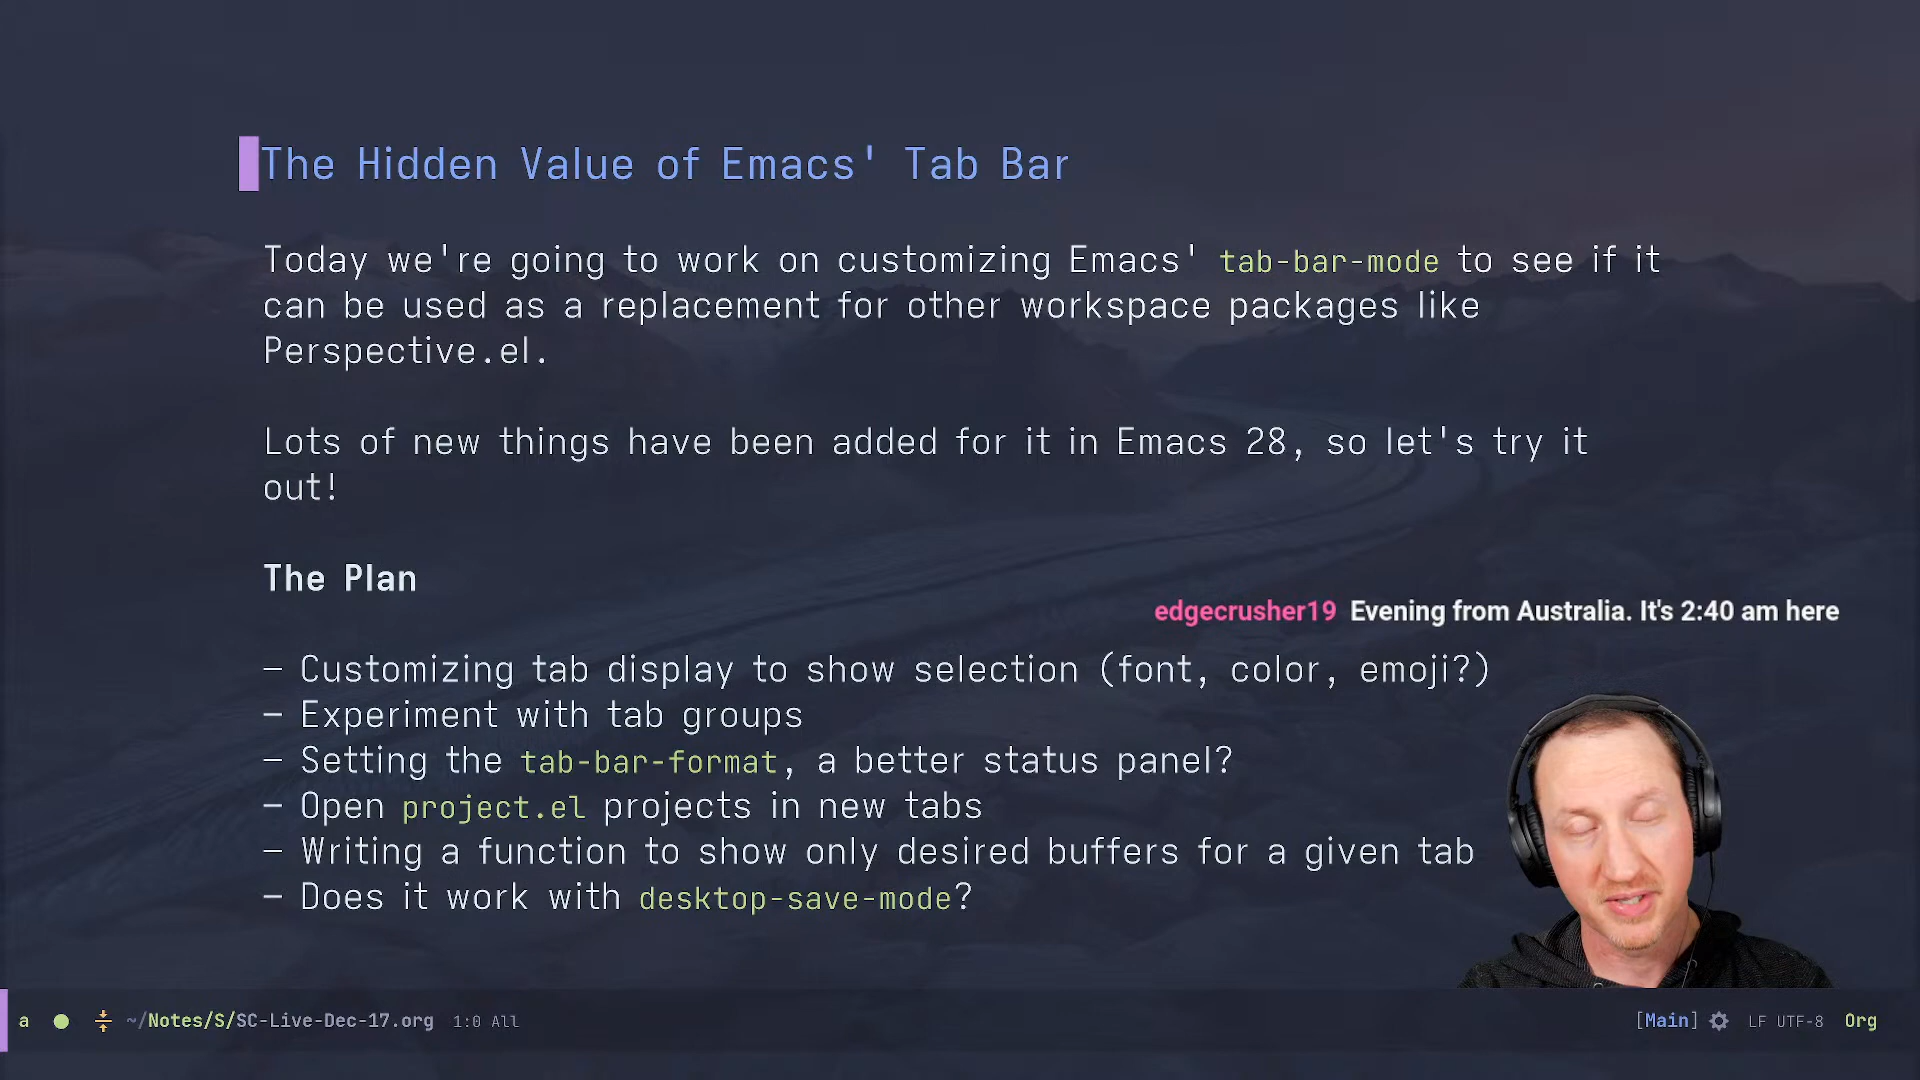 The Hidden Value of Emacs' Tab Bar
Today we're going to work on customizing Emacs' tab-bar-mode to see if it
can be used as a replacement for other workspace packages like
Perspective.el.
Lots of new things have been added for it in Emacs 28, so let's try it
out!
The Plan
edgecrusher19 Evening from Australia. It's 2:40 am here
– Customizing tab display to show selection (font, color, emoji?)
– Experiment with tab groups
– Setting the tab-bar-format, a better status panel?
– Open project.el projects in new tabs
– Writing a function to show only desired buffers for a given tab
– Does it work with desktop-save-mode?
a ~/Notes/S/SC-Live-Dec-17.org 1:0 All [Main] LF UTF-8 Org